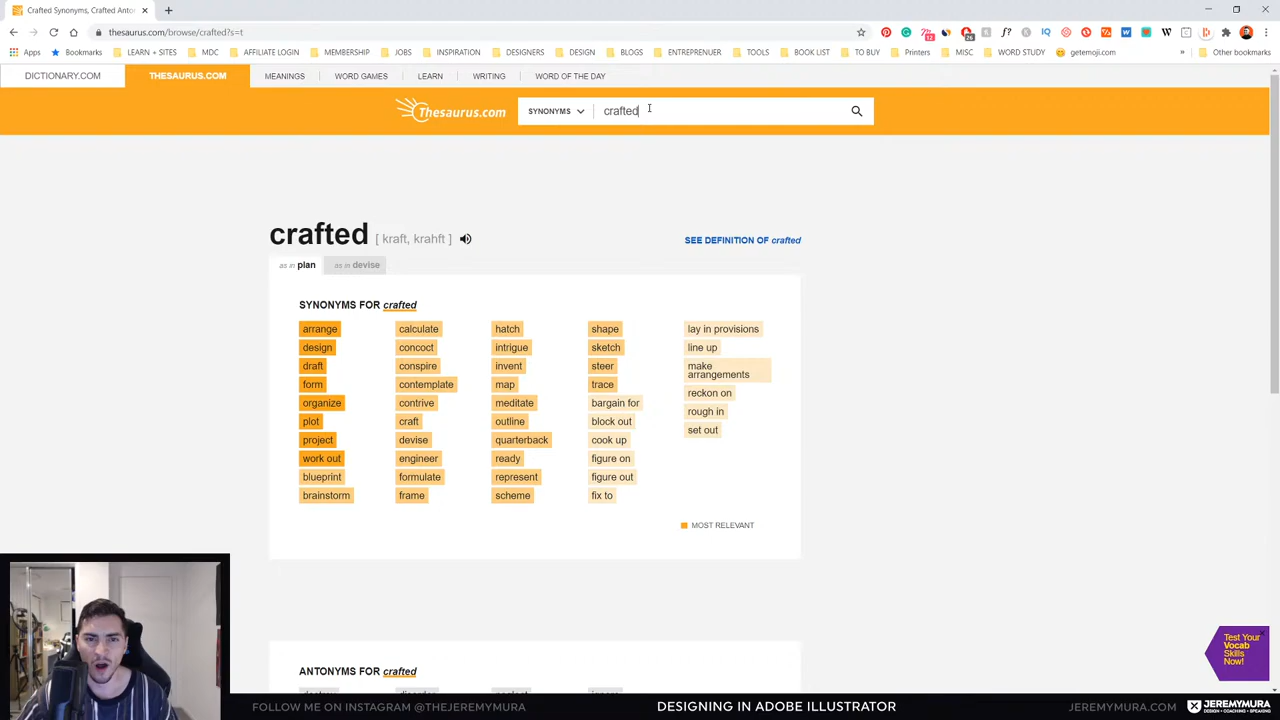 Crafted Synonyms, Crafted Anto
thesaurus.com/browse/crafted?s=t
Apps Bookmarks LEARN + SITES MDC AFFILIATE LOGIN MEMBERSHIP JOBS INSPIRATION DESIGNERS DESIGN BLOGS ENTREPRENUER TOOLS BOOK LIST TO BUY Printers MISC WORD STUDY getemoji.com » Other bookmarks
DICTIONARY.COM THESAURUS.COM MEANINGS WORD GAMES LEARN WRITING WORD OF THE DAY
Thesaurus.com SYNONYMS crafted
crafted [ kraft, krahft ] SEE DEFINITION OF crafted
as in plan as in devise
SYNONYMS FOR crafted
arrange calculate hatch shape lay in provisions
design concoct intrigue sketch line up
draft conspire invent steer make
arrangements
form contemplate map trace reckon on
organize contrive meditate bargain for rough in
plot craft outline block out set out
project devise quarterback cook up
work out engineer ready figure on
blueprint formulate represent figure out
brainstorm frame scheme fix to
MOST RELEVANT
Test Your
Vocab
Skills
Now!
ANTONYMS FOR crafted
FOLLOW ME ON INSTAGRAM @THEJEREMYMURA DESIGNING IN ADOBE ILLUSTRATOR JEREMYMURA.COM JEREMYMURA
DESIGN • COACHING • SPEAKING